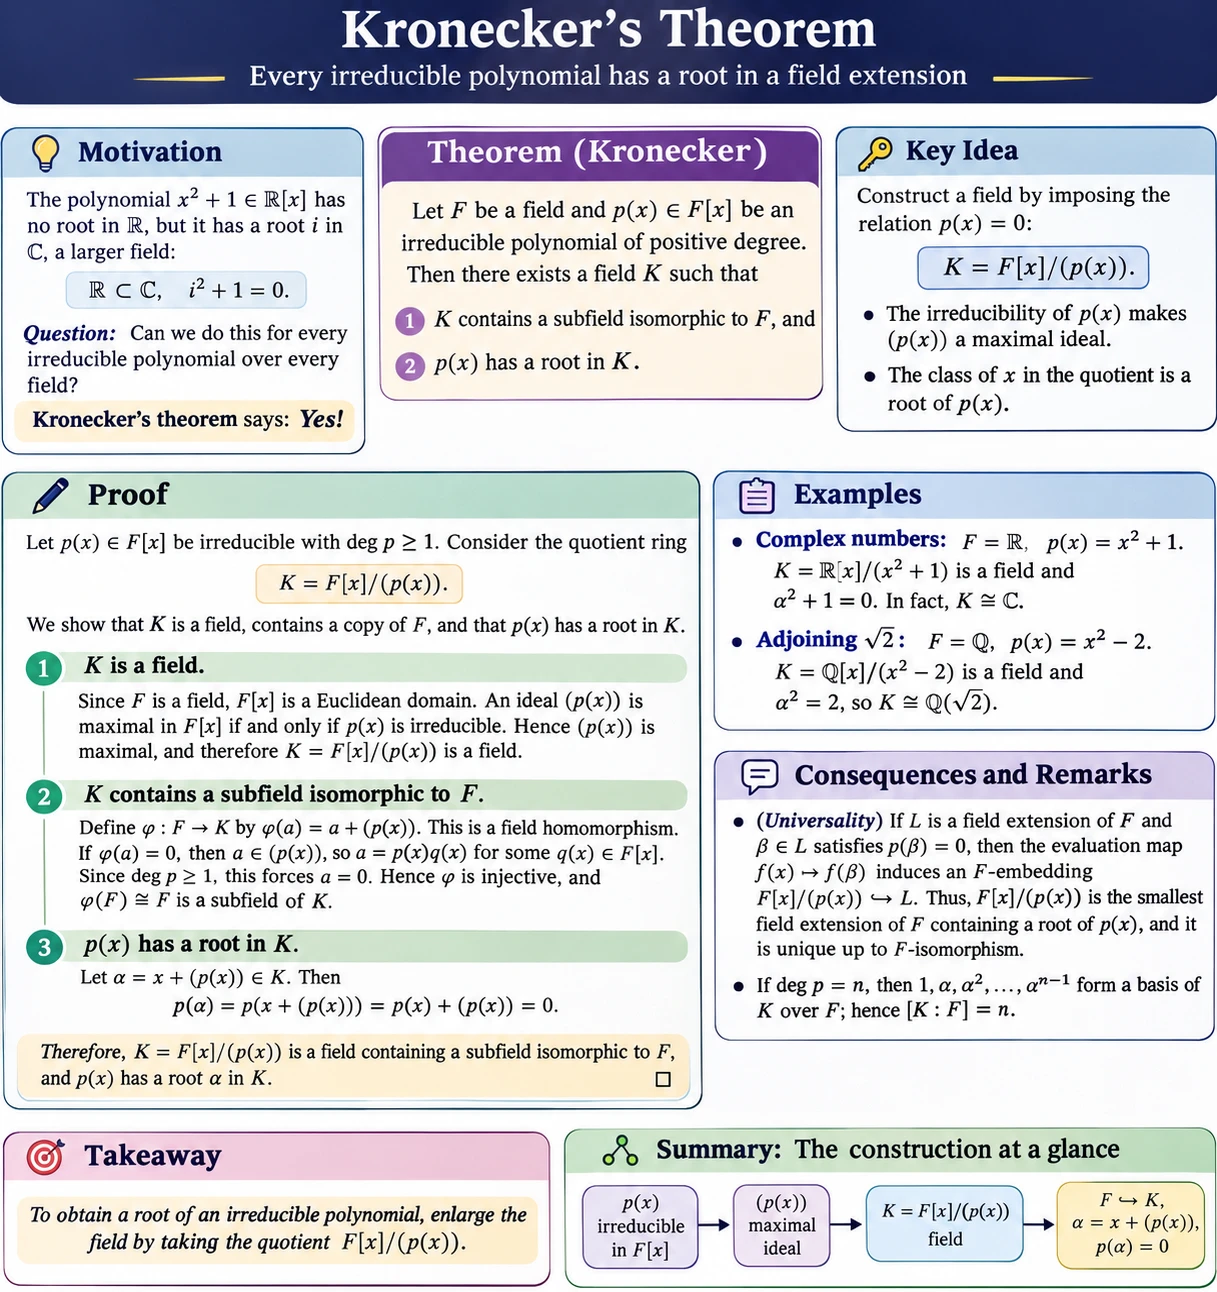 Kronecker's Theorem
Every irreducible polynomial has a root in a field extension
Motivation
The polynomial x² + 1 ∈ ℝ[x] has
no root in ℝ, but it has a root i in
ℂ, a larger field:
ℝ ⊂ ℂ, i² + 1 = 0.
Question: Can we do this for every
irreducible polynomial over every
field?
Kronecker's theorem says: Yes!
Theorem (Kronecker)
Let F be a field and p(x) ∈ F[x] be an
irreducible polynomial of positive degree.
Then there exists a field K such that
1 K contains a subfield isomorphic to F, and
2 p(x) has a root in K.
Key Idea
Construct a field by imposing the
relation p(x) = 0:
K = F[x]/(p(x)).
• The irreducibility of p(x) makes
(p(x)) a maximal ideal.
• The class of x in the quotient is a
root of p(x).
Proof
Let p(x) ∈ F[x] be irreducible with deg p ≥ 1. Consider the quotient ring
K = F[x]/(p(x)).
We show that K is a field, contains a copy of F, and that p(x) has a root in K.
1 K is a field.
Since F is a field, F[x] is a Euclidean domain. An ideal (p(x)) is
maximal in F[x] if and only if p(x) is irreducible. Hence (p(x)) is
maximal, and therefore K = F[x]/(p(x)) is a field.
2 K contains a subfield isomorphic to F.
Define φ : F → K by φ(a) = a + (p(x)). This is a field homomorphism.
If φ(a) = 0, then a ∈ (p(x)), so a = p(x)q(x) for some q(x) ∈ F[x].
Since deg p ≥ 1, this forces a = 0. Hence φ is injective, and
φ(F) ≅ F is a subfield of K.
3 p(x) has a root in K.
Let α = x + (p(x)) ∈ K. Then
p(α) = p(x + (p(x))) = p(x) + (p(x)) = 0.
Therefore, K = F[x]/(p(x)) is a field containing a subfield isomorphic to F,
and p(x) has a root α in K. □
Examples
• Complex numbers: F = ℝ, p(x) = x² + 1.
K = ℝ[x]/(x² + 1) is a field and
α² + 1 = 0. In fact, K ≅ ℂ.
• Adjoining √2: F = ℚ, p(x) = x² − 2.
K = ℚ[x]/(x² − 2) is a field and
α² = 2, so K ≅ ℚ(√2).
Consequences and Remarks
• (Universality) If L is a field extension of F and
β ∈ L satisfies p(β) = 0, then the evaluation map
f(x) ↦ f(β) induces an F-embedding
F[x]/(p(x)) ↪ L. Thus, F[x]/(p(x)) is the smallest
field extension of F containing a root of p(x), and it
is unique up to F-isomorphism.
• If deg p = n, then 1, α, α², …, αⁿ⁻¹ form a basis of
K over F; hence [K : F] = n.
Takeaway
To obtain a root of an irreducible polynomial, enlarge the
field by taking the quotient F[x]/(p(x)).
Summary: The construction at a glance
p(x)
irreducible
in F[x]
(p(x))
maximal
ideal
K = F[x]/(p(x))
field
F ↪ K,
α = x + (p(x)),
p(α) = 0